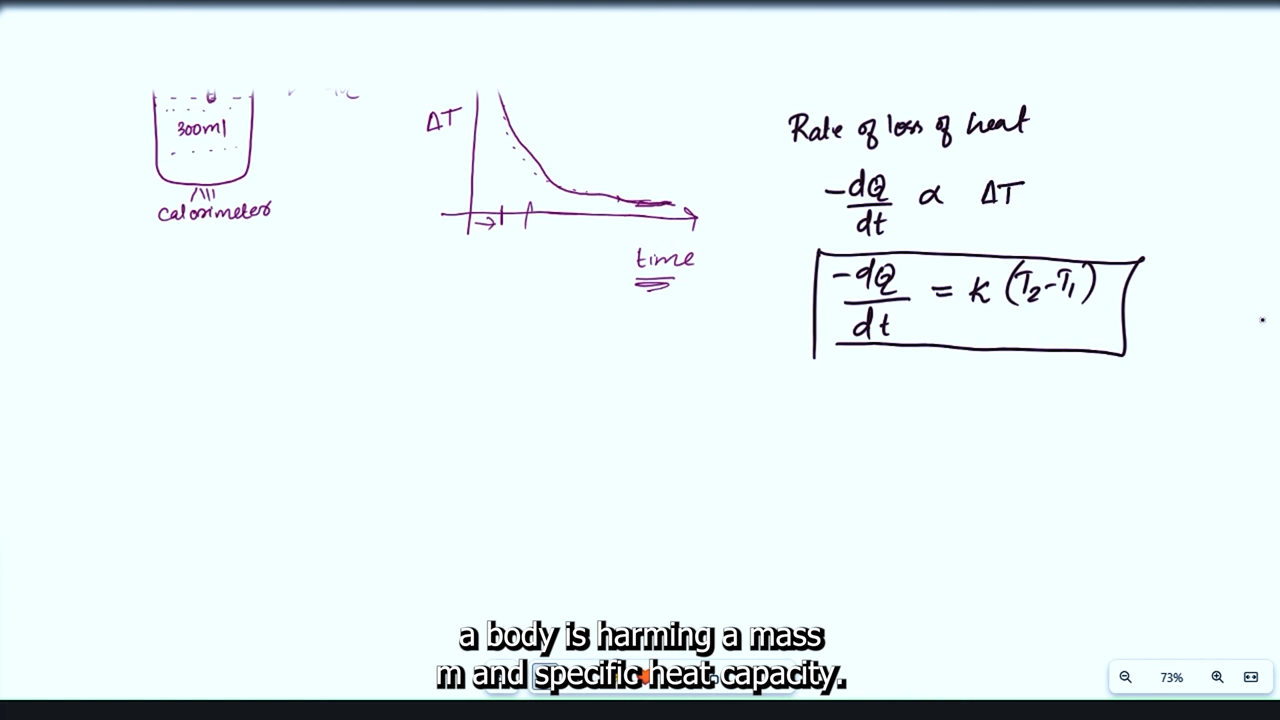 300ml
Calorimeter
ΔT
time
Rate of loss of heat
-dQ/dt ∝ ΔT
-dQ/dt = K (T₂-T₁)
a body is harming a mass
m and specific heat capacity.
73%